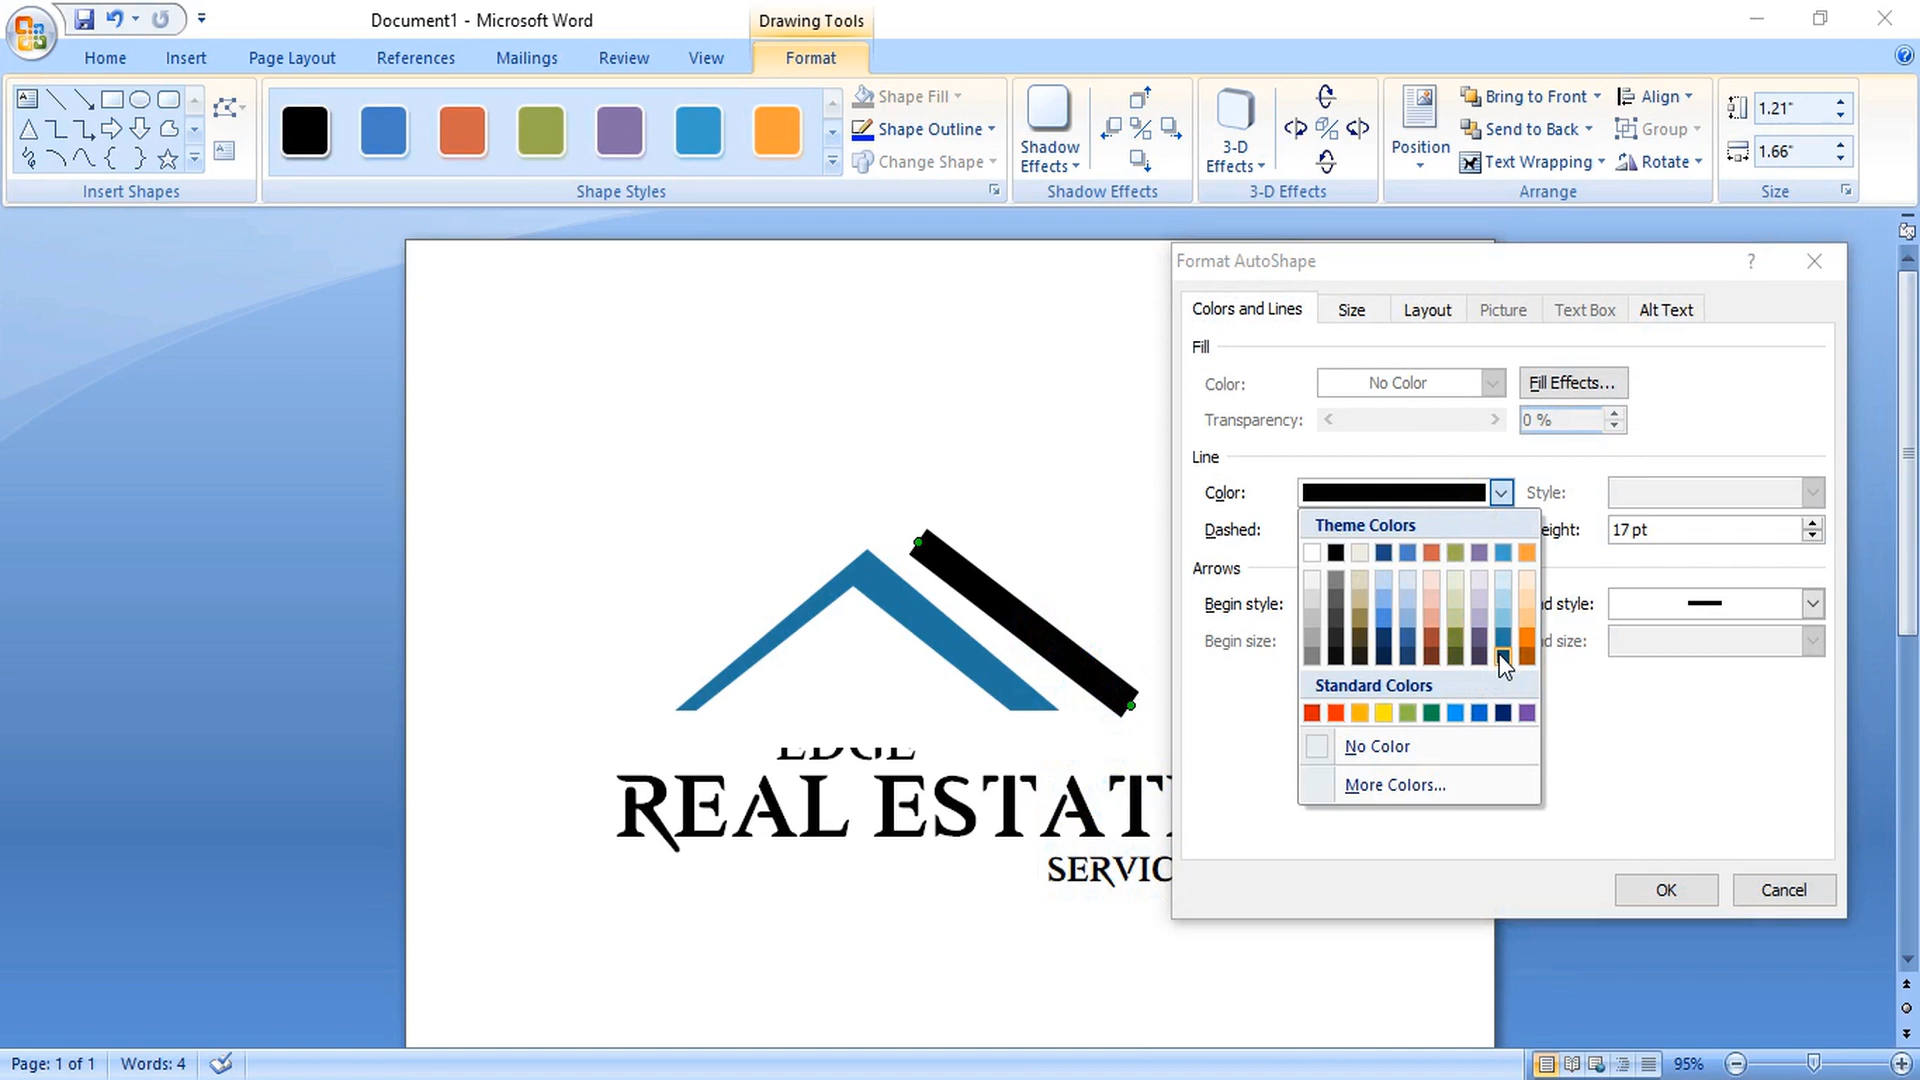 Document1 - Microsoft Word
Drawing Tools
Home Insert Page Layout References Mailings Review View Format
Shape Fill
Shape Outline
Change Shape
Shadow
Effects
3-D
Effects
Position
Bring to Front
Send to Back
Text Wrapping
Align
Group
Rotate
1.21"
1.66"
Insert Shapes
Shape Styles
Shadow Effects
3-D Effects
Arrange
Size
Format AutoShape
Colors and Lines Size Layout Picture Text Box Alt Text
Fill
Color: No Color Fill Effects...
Transparency: 0 %
Line
Color: Style:
Dashed: eight: 17 pt
Theme Colors
Arrows
Begin style: d style:
Begin size: d size:
Standard Colors
No Color
More Colors...
OK Cancel
EDGE
REAL ESTAT
SERVIC
Page: 1 of 1 Words: 4 95%